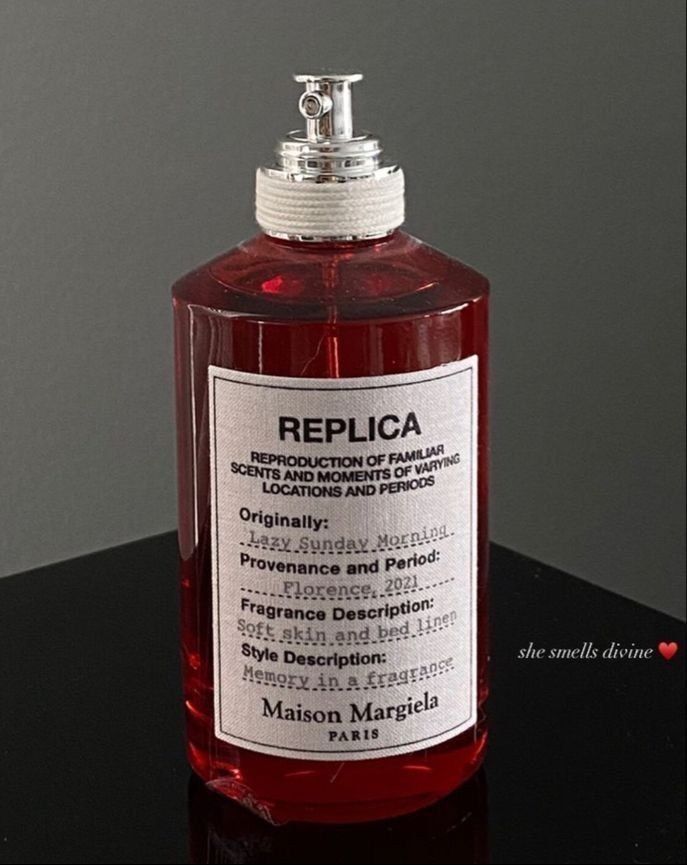 REPLICA
REPRODUCTION OF FAMILIAR
SCENTS AND MOMENTS OF VARYING
LOCATIONS AND PERIODS
Originally:
Lazy Sunday Morning
Provenance and Period:
Florence, 2021
Fragrance Description:
Soft skin and bed linen
Style Description:
Memory in a fragrance
Maison Margiela
PARIS
she smells divine ❤️